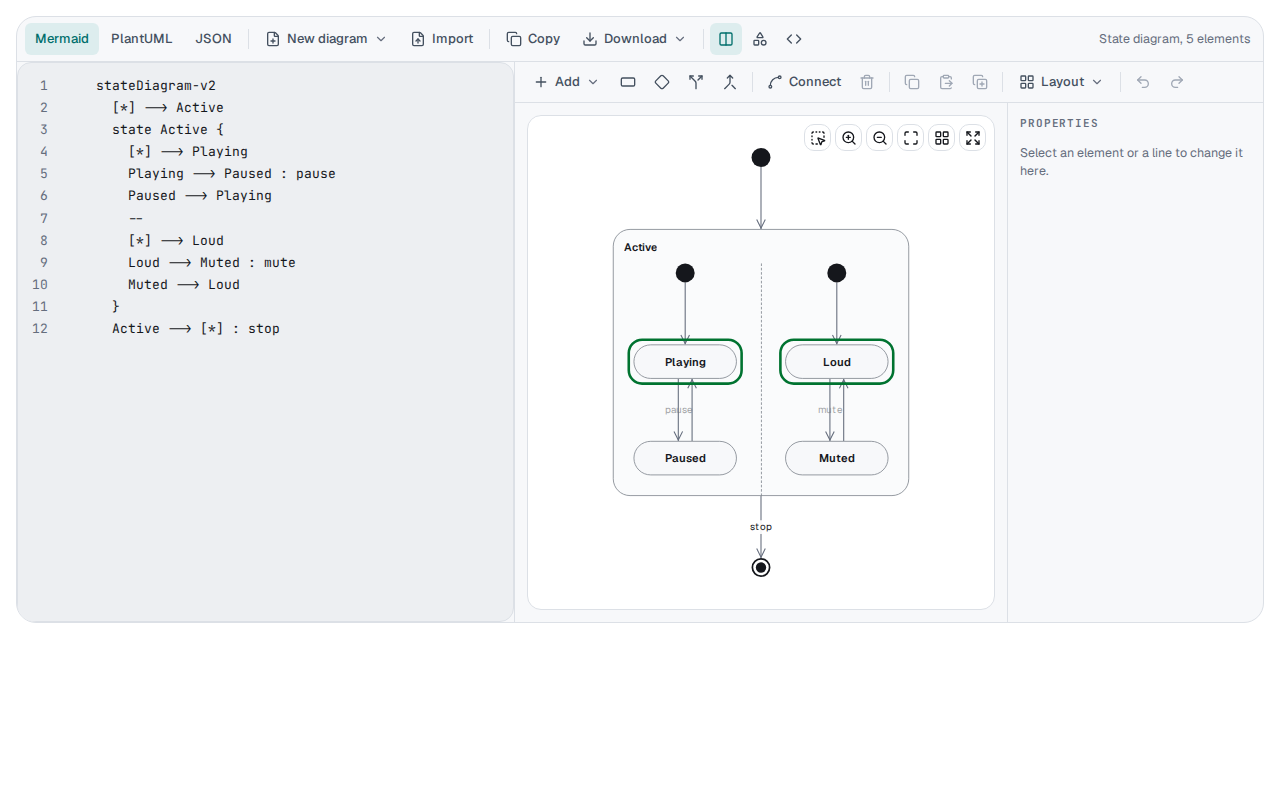 Mermaid PlantUML JSON New diagram Import Copy Download State diagram, 5 elements
Add Connect Layout
1 stateDiagram-v2
2 [*] --> Active
3 state Active {
4 [*] --> Playing
5 Playing --> Paused : pause
6 Paused --> Playing
7 --
8 [*] --> Loud
9 Loud --> Muted : mute
10 Muted --> Loud
11 }
12 Active --> [*] : stop
Active
Playing Loud
pause mute
Paused Muted
stop
PROPERTIES
Select an element or a line to change it
here.